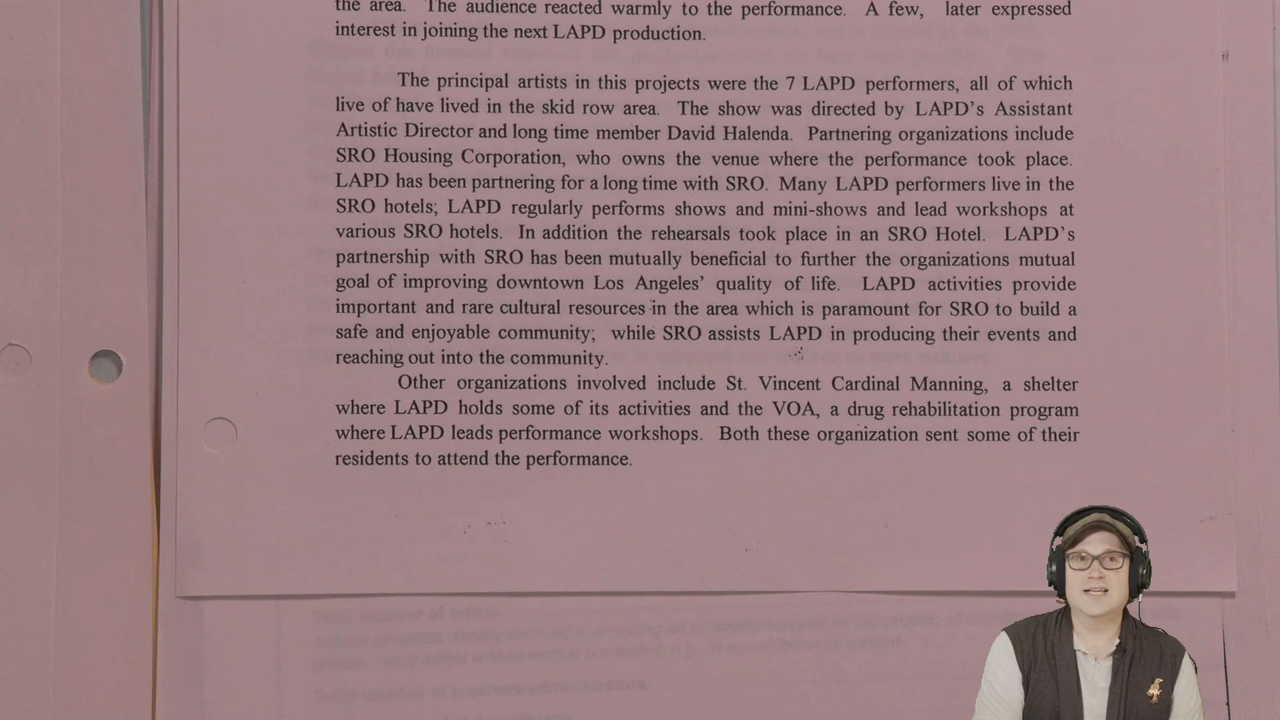 the area. The audience reacted warmly to the performance. A few, later expressed
interest in joining the next LAPD production.
The principal artists in this projects were the 7 LAPD performers, all of which
live of have lived in the skid row area. The show was directed by LAPD's Assistant
Artistic Director and long time member David Halenda. Partnering organizations include
SRO Housing Corporation, who owns the venue where the performance took place.
LAPD has been partnering for a long time with SRO. Many LAPD performers live in the
SRO hotels; LAPD regularly performs shows and mini-shows and lead workshops at
various SRO hotels. In addition the rehearsals took place in an SRO Hotel. LAPD's
partnership with SRO has been mutually beneficial to further the organizations mutual
goal of improving downtown Los Angeles' quality of life. LAPD activities provide
important and rare cultural resources in the area which is paramount for SRO to build a
safe and enjoyable community; while SRO assists LAPD in producing their events and
reaching out into the community.
Other organizations involved include St. Vincent Cardinal Manning, a shelter
where LAPD holds some of its activities and the VOA, a drug rehabilitation program
where LAPD leads performance workshops. Both these organization sent some of their
residents to attend the performance.